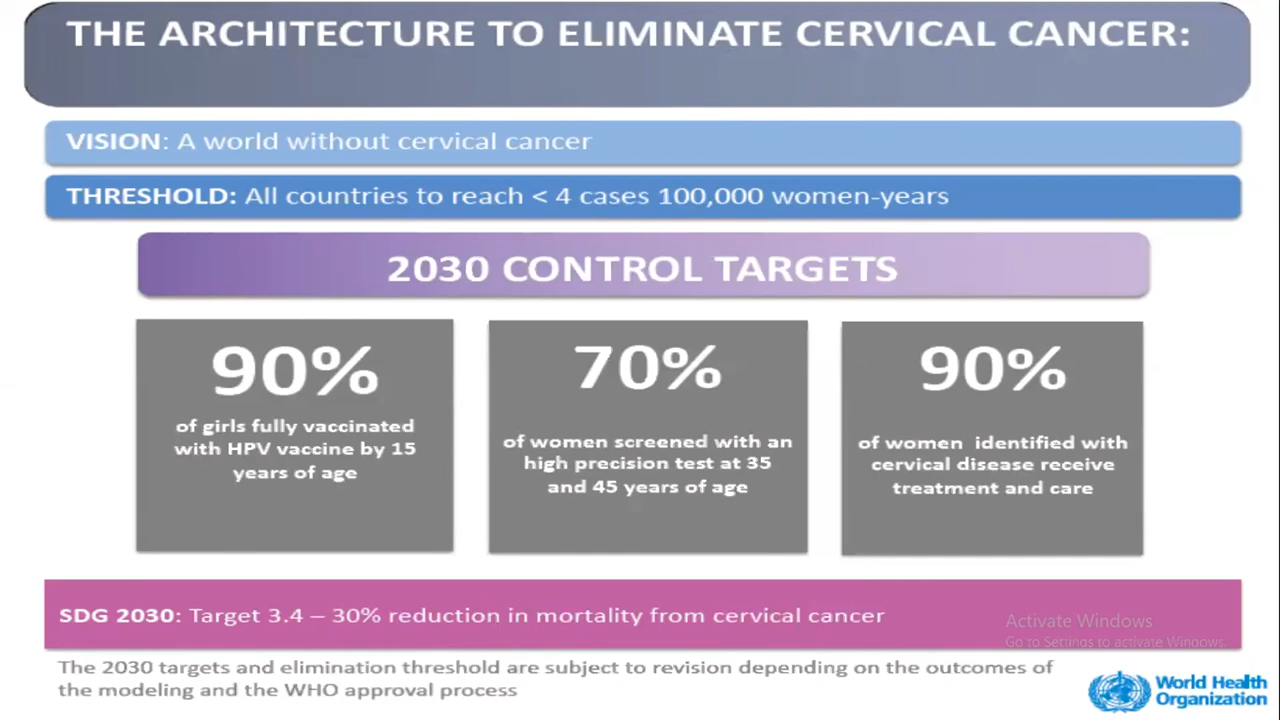 THE ARCHITECTURE TO ELIMINATE CERVICAL CANCER:
VISION: A world without cervical cancer
THRESHOLD: All countries to reach < 4 cases 100,000 women-years
2030 CONTROL TARGETS
90%
of girls fully vaccinated
with HPV vaccine by 15
years of age
70%
of women screened with an
high precision test at 35
and 45 years of age
90%
of women identified with
cervical disease receive
treatment and care
SDG 2030: Target 3.4 – 30% reduction in mortality from cervical cancer
Activate Windows
Go to Settings to activate Windows.
The 2030 targets and elimination threshold are subject to revision depending on the outcomes of
the modeling and the WHO approval process
World Health
Organization